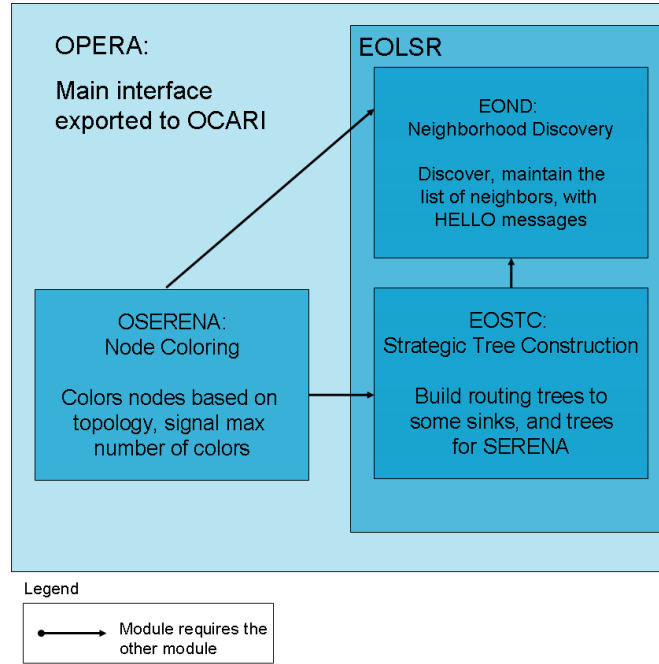 OPERA:
Main interface
exported to OCARI
EOLSR
EOND:
Neighborhood Discovery
Discover, maintain the
list of neighbors, with
HELLO messages
OSERENA:
Node Coloring
Colors nodes based on
topology, signal max
number of colors
EOSTC:
Strategic Tree Construction
Build routing trees to
some sinks, and trees
for SERENA
Legend
Module requires the
other module